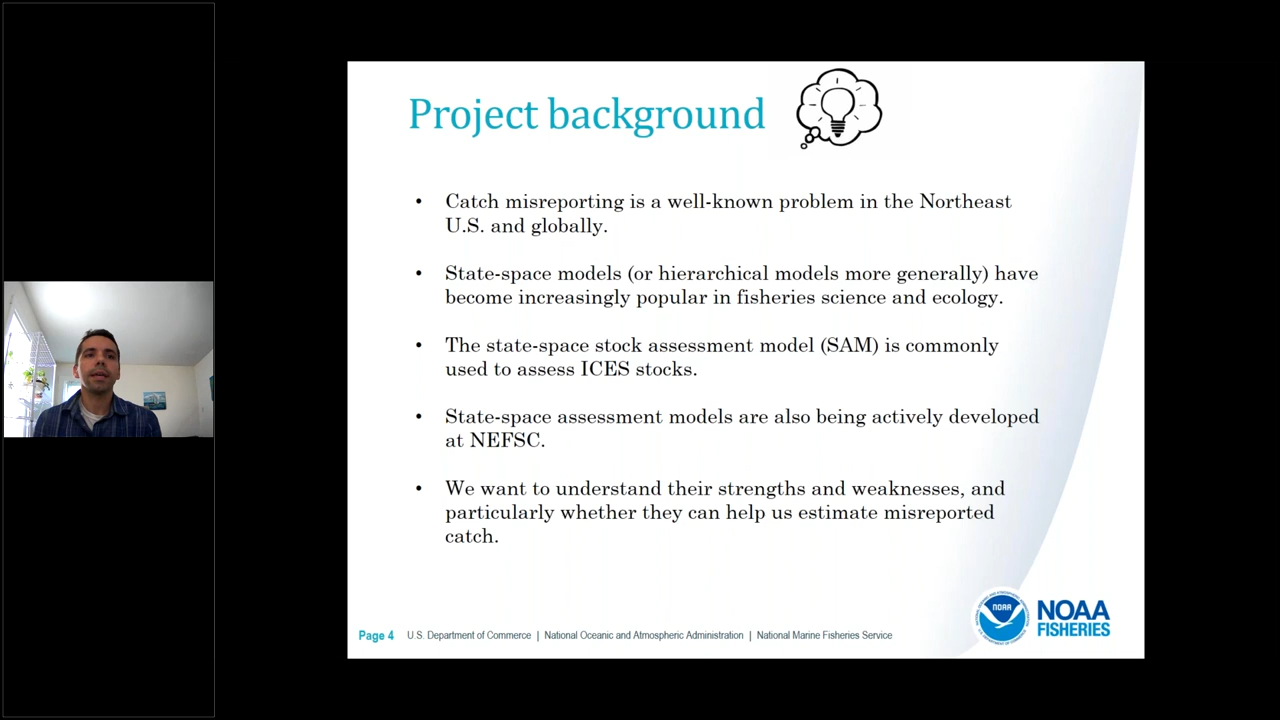 Project background
• Catch misreporting is a well-known problem in the Northeast
U.S. and globally.
• State-space models (or hierarchical models more generally) have
become increasingly popular in fisheries science and ecology.
• The state-space stock assessment model (SAM) is commonly
used to assess ICES stocks.
• State-space assessment models are also being actively developed
at NEFSC.
• We want to understand their strengths and weaknesses, and
particularly whether they can help us estimate misreported
catch.
NOAA
NOAA
FISHERIES
Page 4 U.S. Department of Commerce | National Oceanic and Atmospheric Administration | National Marine Fisheries Service